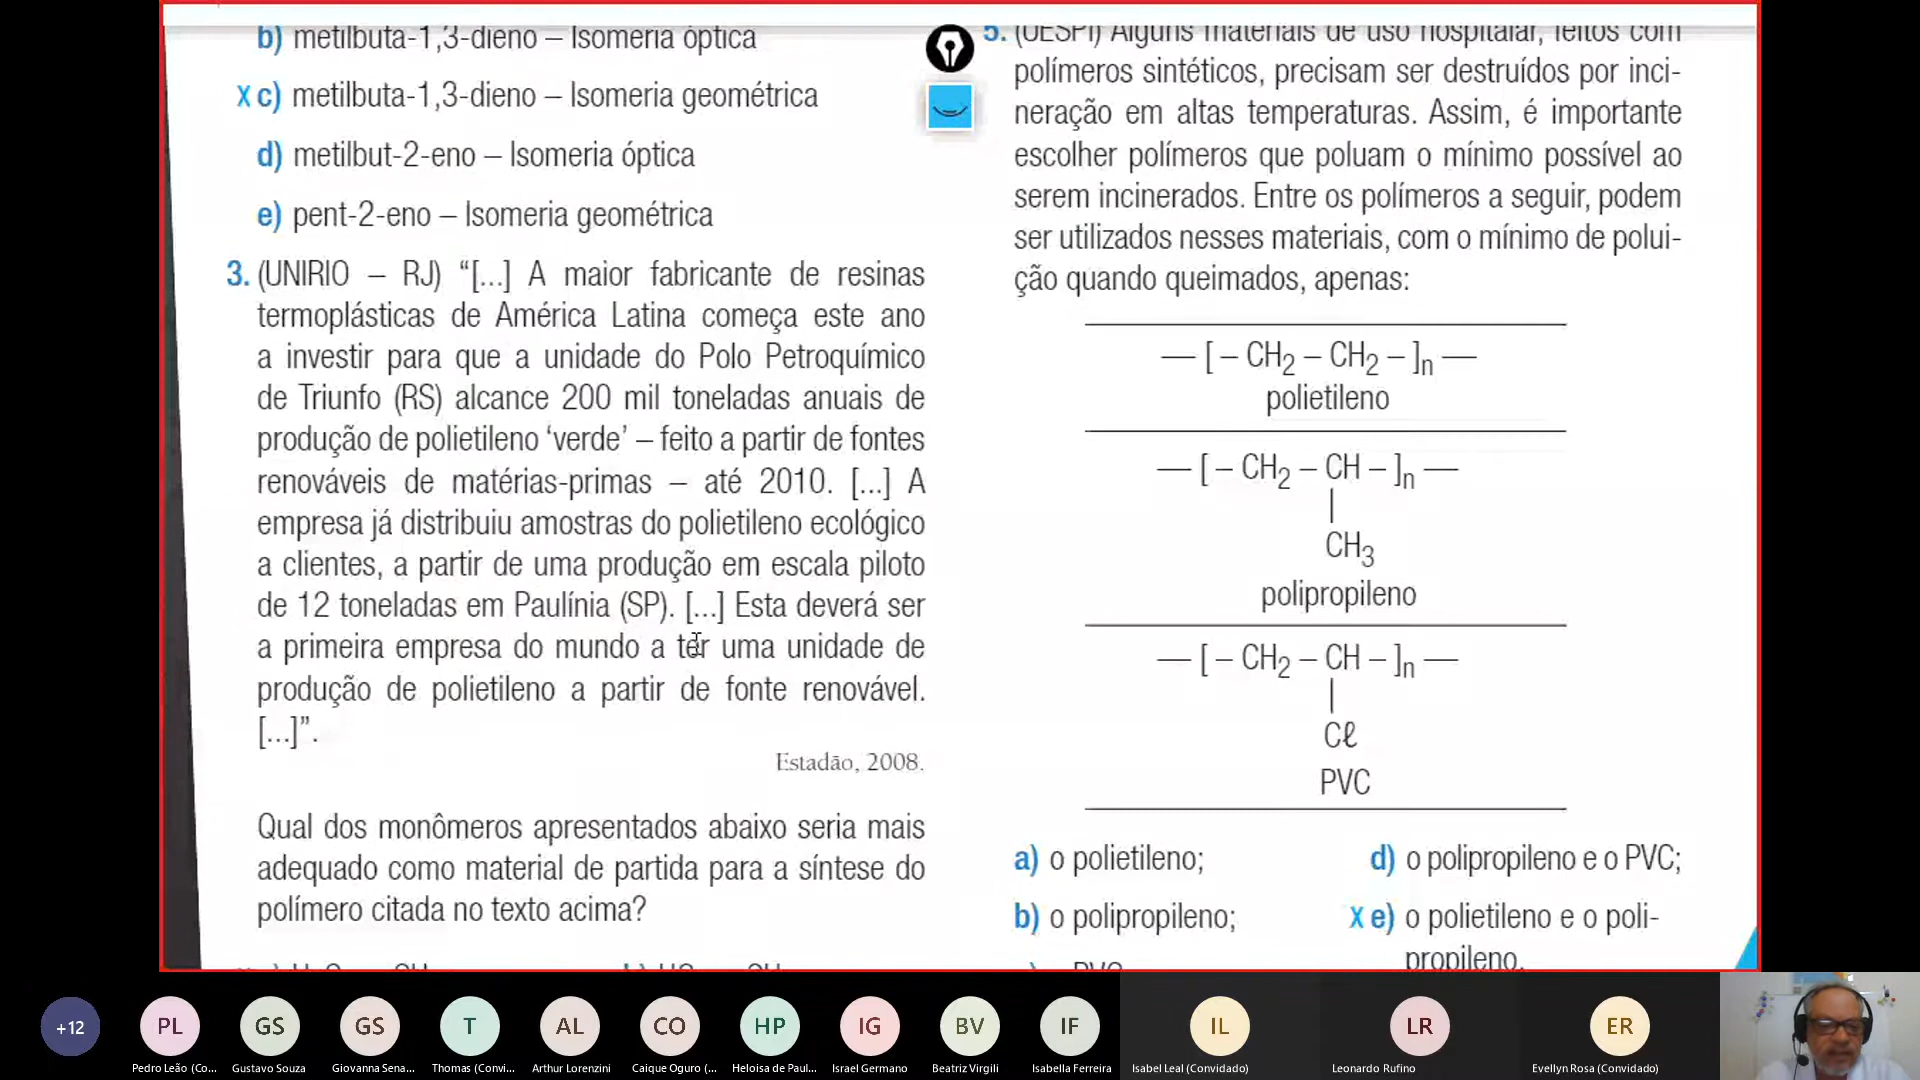 b) metilbuta-1,3-dieno – Isomeria óptica
x c) metilbuta-1,3-dieno – Isomeria geométrica
d) metilbut-2-eno – Isomeria óptica
e) pent-2-eno – Isomeria geométrica
3. (UNIRIO – RJ) “[...] A maior fabricante de resinas
termoplásticas de América Latina começa este ano
a investir para que a unidade do Polo Petroquímico
de Triunfo (RS) alcance 200 mil toneladas anuais de
produção de polietileno ‘verde’ – feito a partir de fontes
renováveis de matérias-primas – até 2010. [...] A
empresa já distribuiu amostras do polietileno ecológico
a clientes, a partir de uma produção em escala piloto
de 12 toneladas em Paulínia (SP). [...] Esta deverá ser
a primeira empresa do mundo a ter uma unidade de
produção de polietileno a partir de fonte renovável.
[...]”.
Estadão, 2008.
Qual dos monômeros apresentados abaixo seria mais
adequado como material de partida para a síntese do
polímero citada no texto acima?
5. (UESPI) Alguns materiais de uso hospitalar, feitos com
polímeros sintéticos, precisam ser destruídos por inci-
neração em altas temperaturas. Assim, é importante
escolher polímeros que poluam o mínimo possível ao
serem incinerados. Entre os polímeros a seguir, podem
ser utilizados nesses materiais, com o mínimo de polui-
ção quando queimados, apenas:
— [ – CH₂ – CH₂ – ]ₙ —
polietileno
— [ – CH₂ – CH – ]ₙ —
|
CH₃
polipropileno
— [ – CH₂ – CH – ]ₙ —
|
Cℓ
PVC
a) o polietileno;
b) o polipropileno;
PVC
d) o polipropileno e o PVC;
x e) o polietileno e o poli-
propileno.
+12
PL
GS
GS
T
AL
CO
HP
IG
BV
IF
IL
LR
ER
Pedro Leão (Co...
Gustavo Souza
Giovanna Sena...
Thomas (Convi...
Arthur Lorenzini
Caique Oguro (...
Heloisa de Paul...
Israel Germano
Beatriz Virgili
Isabella Ferreira
Isabel Leal (Convidado)
Leonardo Rufino
Evellyn Rosa (Convidado)